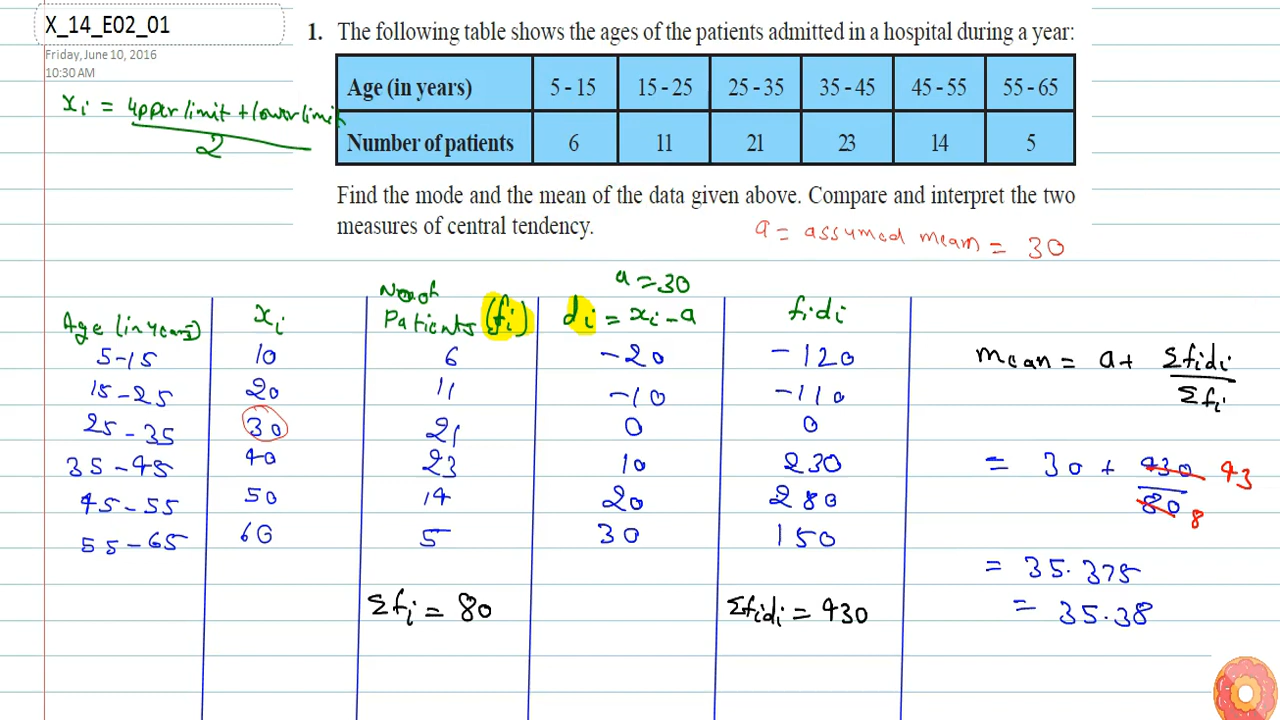 X_14_E02_01
Friday, June 10, 2016
10:30 AM
xi = upper limit + lower limit
2
1. The following table shows the ages of the patients admitted in a hospital during a year:
Age (in years) 5 - 15 15 - 25 25 - 35 35 - 45 45 - 55 55 - 65
Number of patients 6 11 21 23 14 5
Find the mode and the mean of the data given above. Compare and interpret the two
measures of central tendency.
a = assumed mean = 30
Age (in years) xi No of Patients (fi) a = 30 di = xi - a fidi
5-15 10 6 -20 -120
15-25 20 11 -10 -110
25-35 30 21 0 0
35-45 40 23 10 230
45-55 50 14 20 280
55-65 60 5 30 150
Σfi = 80 Σfidi = 430
mean = a + Σfidi
Σfi
= 30 + 430 43
80 8
= 35.375
= 35.38